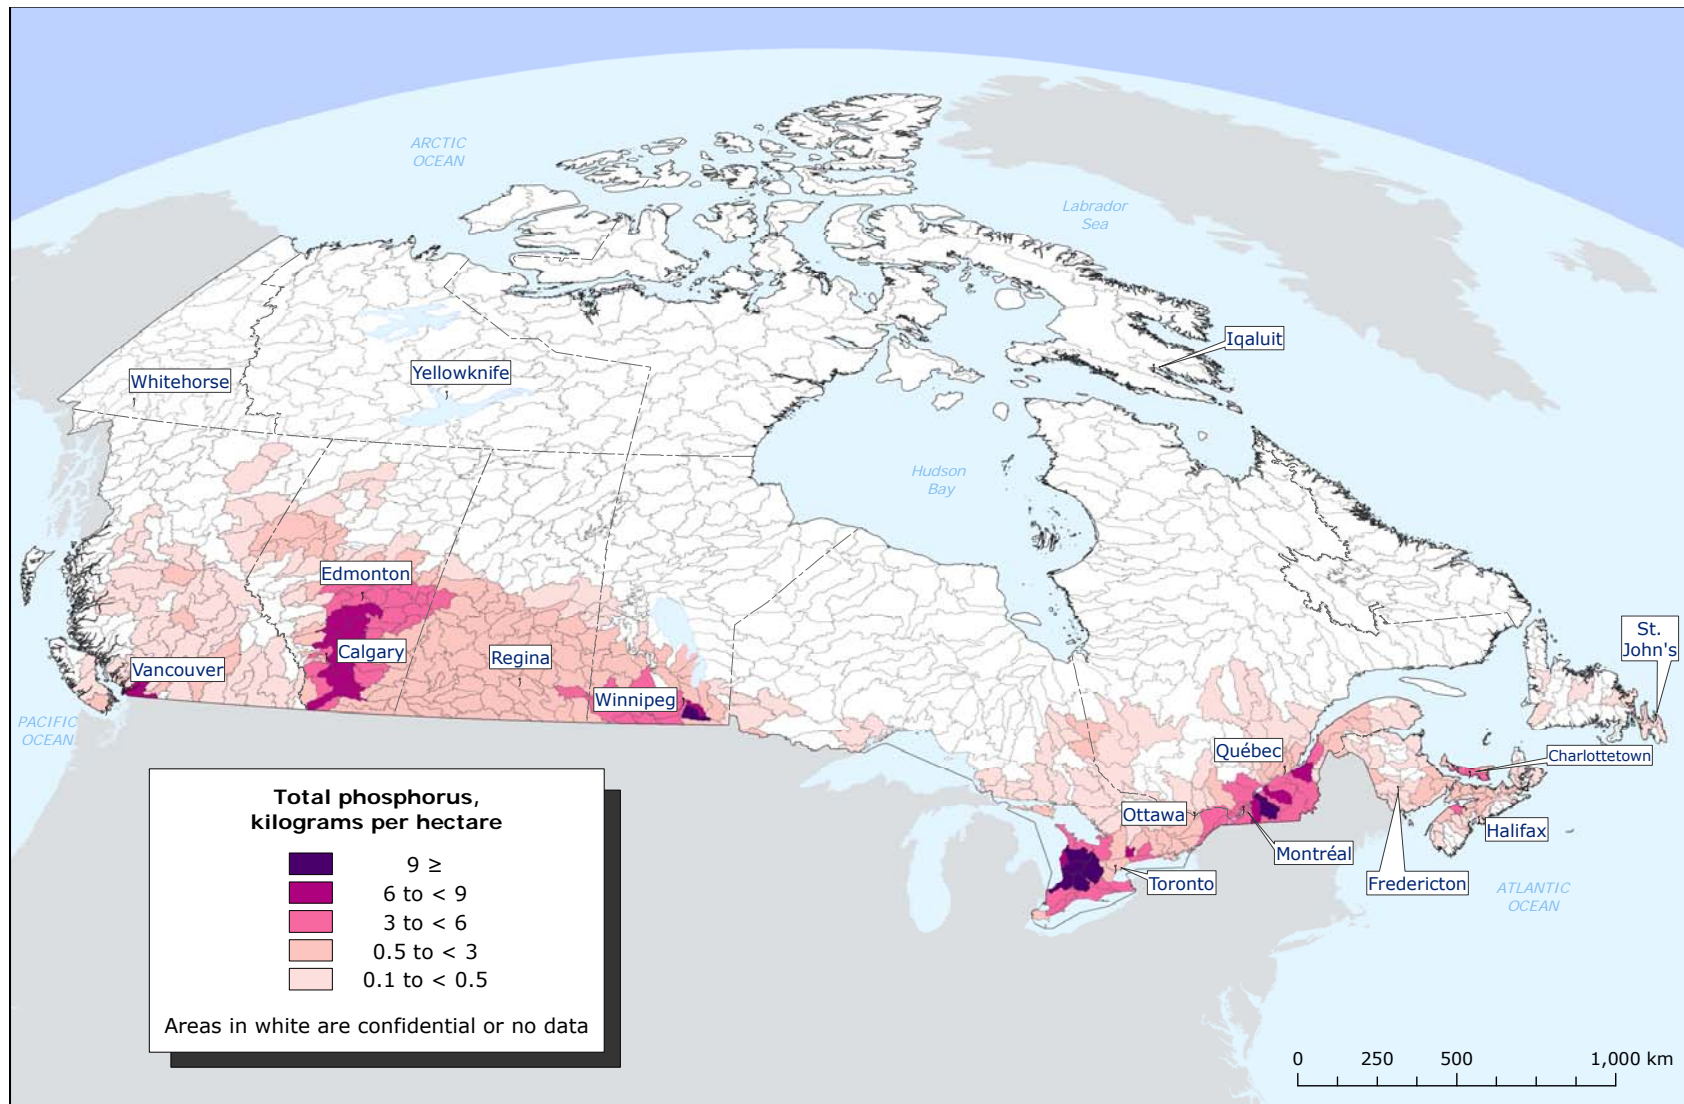 ARCTIC
OCEAN
Labrador
Sea
Iqaluit
Yellowknife
Whitehorse
Hudson
Bay
Edmonton
St.
John's
Calgary
Regina
Vancouver
Winnipeg
PACIFIC
OCEAN
Québec
Charlottetown
Ottawa
Halifax
Montréal
Toronto
Fredericton
ATLANTIC
OCEAN
Total phosphorus,
kilograms per hectare
9 ≥
6 to < 9
3 to < 6
0.5 to < 3
0.1 to < 0.5
Areas in white are confidential or no data
0 250 500 1,000 km